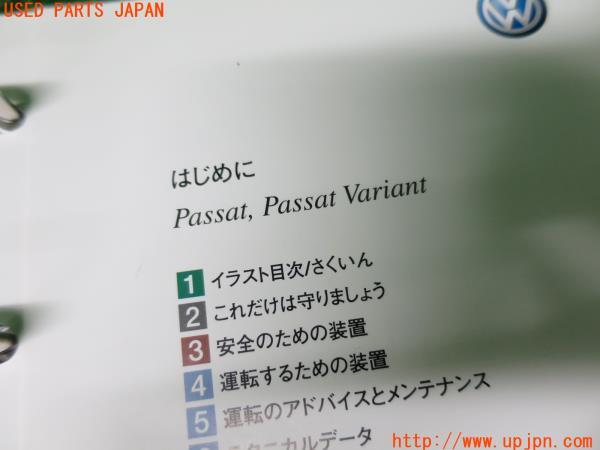 USED PARTS JAPAN
はじめに
Passat, Passat Variant
1 イラスト目次/さくいん
2 これだけは守りましょう
3 安全のための装置
4 運転するための装置
5 運転のアドバイスとメンテナンス
テクニカルデータ
http://www.upjpn.com